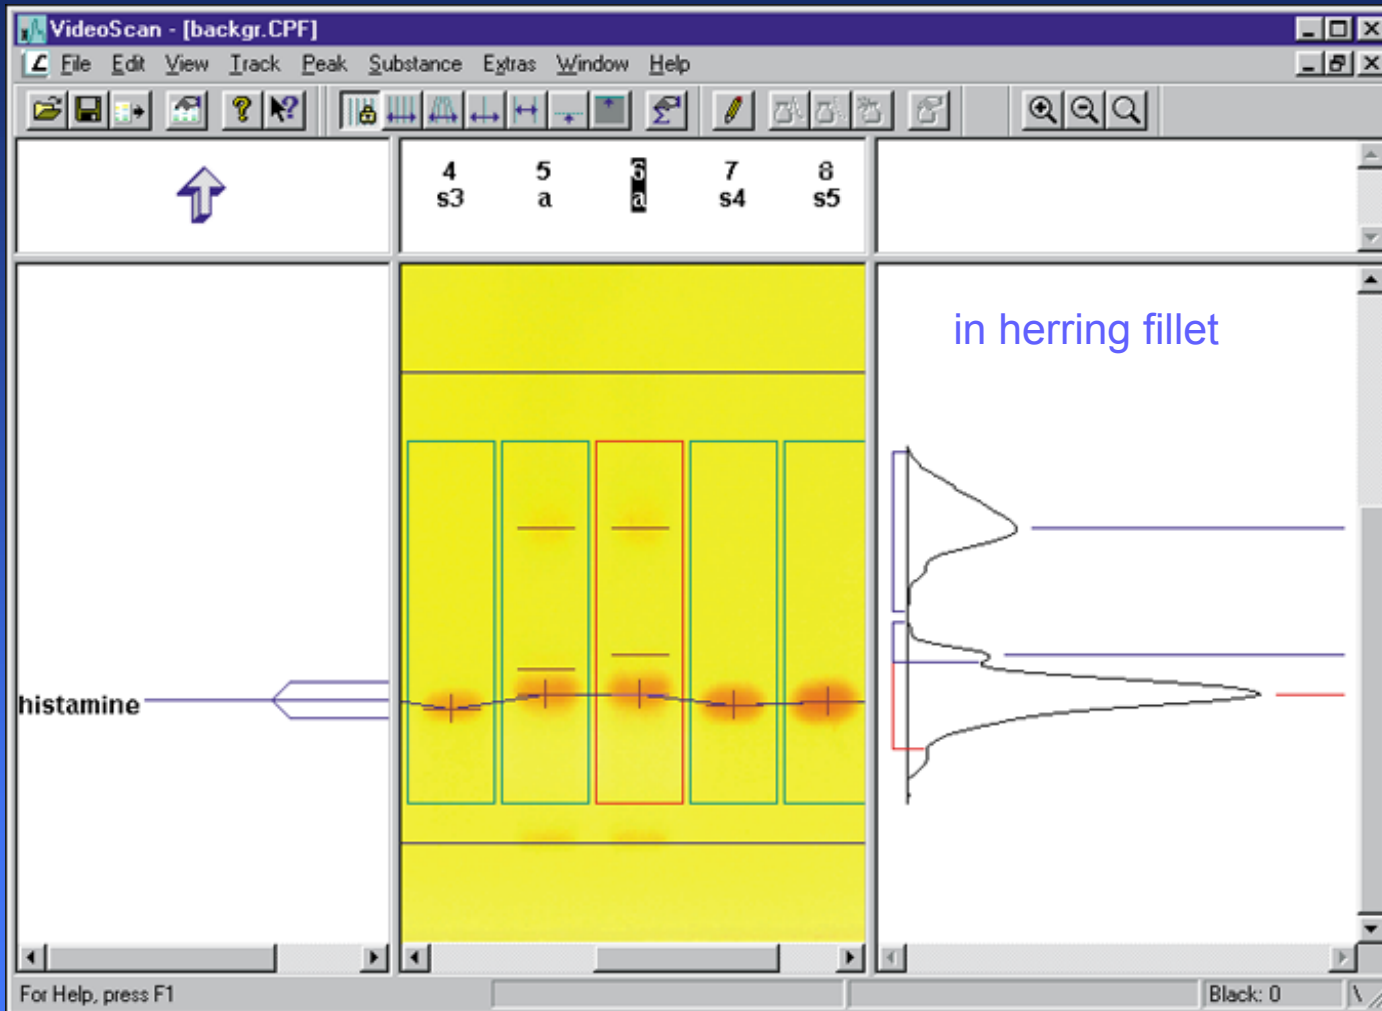 VideoScan - [backgr.CPF]
File Edit View Track Peak Substance Extras Window Help
4 5 6 7 8
s3 a a s4 s5
in herring fillet
histamine
For Help, press F1
Black: 0 \